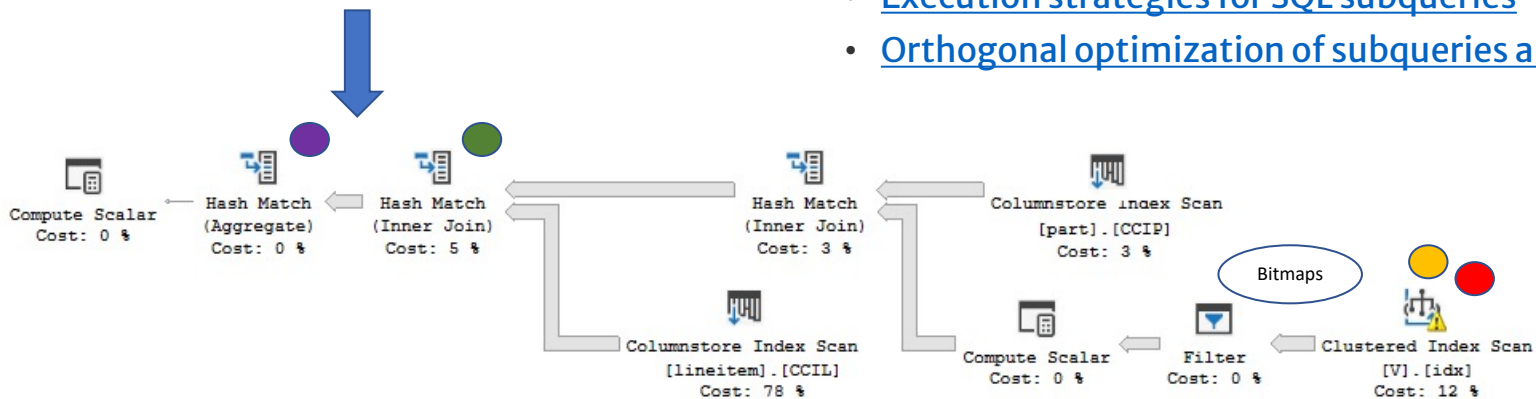 • Execution strategies for SQL subqueries
• Orthogonal optimization of subqueries a
Compute Scalar
Cost: 0 %
Hash Match
(Aggregate)
Cost: 0 %
Hash Match
(Inner Join)
Cost: 5 %
Hash Match
(Inner Join)
Cost: 3 %
Columnstore Index Scan
[part].[CCIP]
Cost: 3 %
Bitmaps
Columnstore Index Scan
[lineitem].[CCIL]
Cost: 78 %
Compute Scalar
Cost: 0 %
Filter
Cost: 0 %
Clustered Index Scan
[V].[idx]
Cost: 12 %